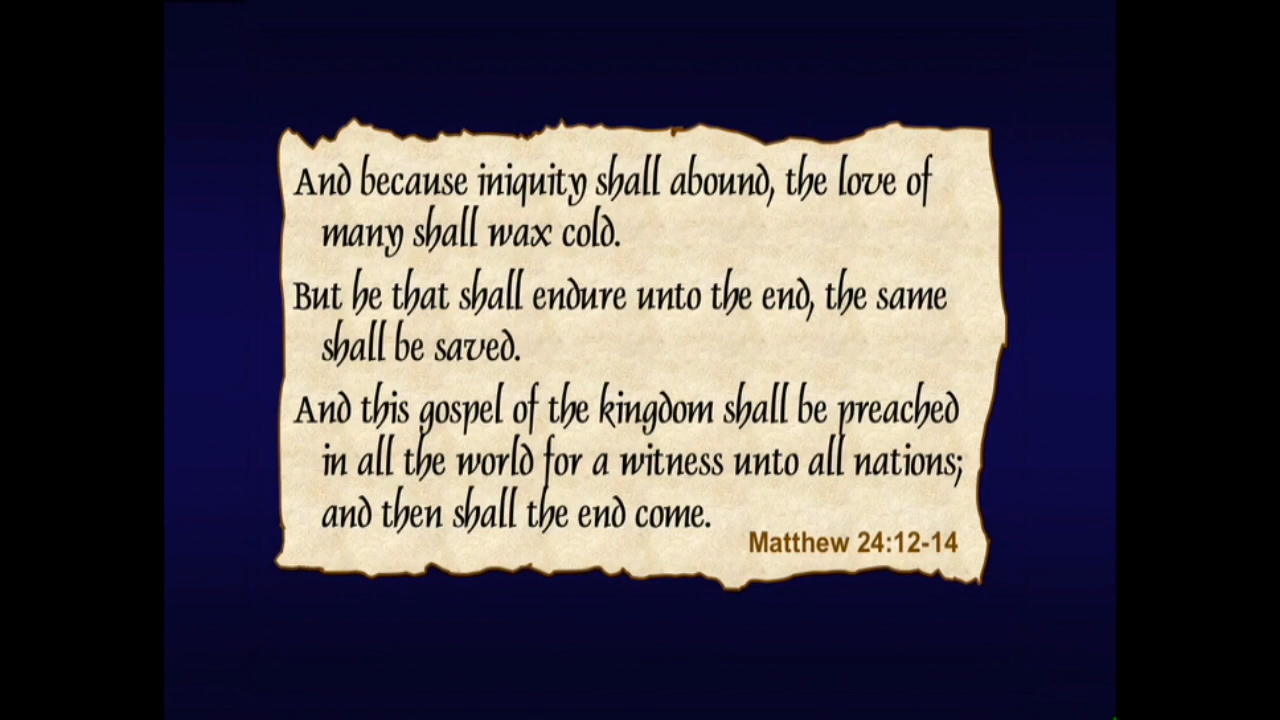 And because iniquity shall abound, the love of
many shall wax cold.
But he that shall endure unto the end, the same
shall be saved.
And this gospel of the kingdom shall be preached
in all the world for a witness unto all nations;
and then shall the end come.
Matthew 24:12-14